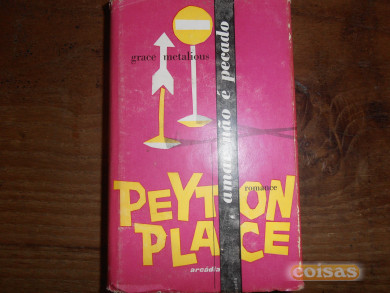 grace metalious
amar não é pecado
romance
PEYTON
PLACE
arcádia
coisas